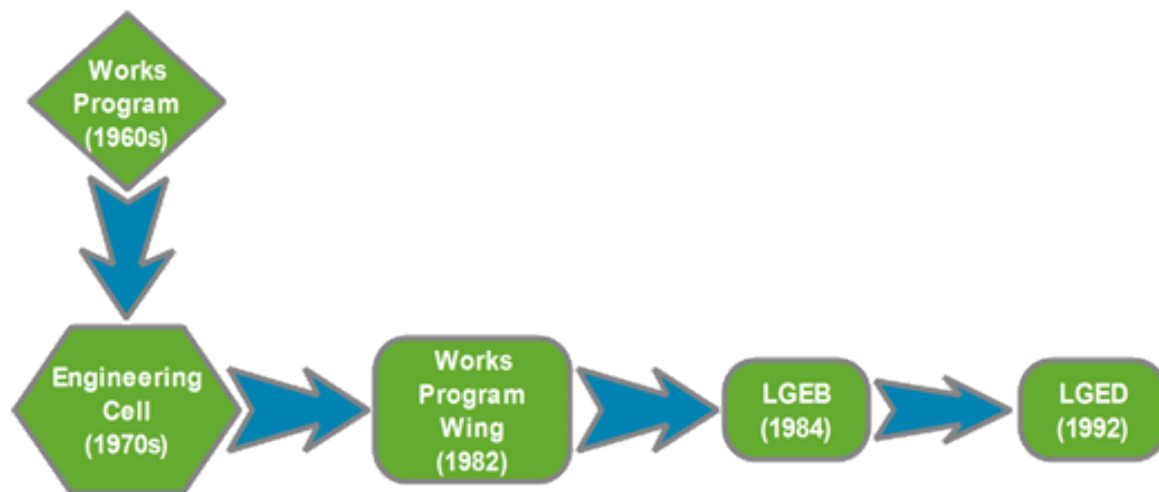 Works
Program
(1960s)
Engineering
Cell
(1970s)
Works
Program
Wing
(1982)
LGEB
(1984)
LGED
(1992)